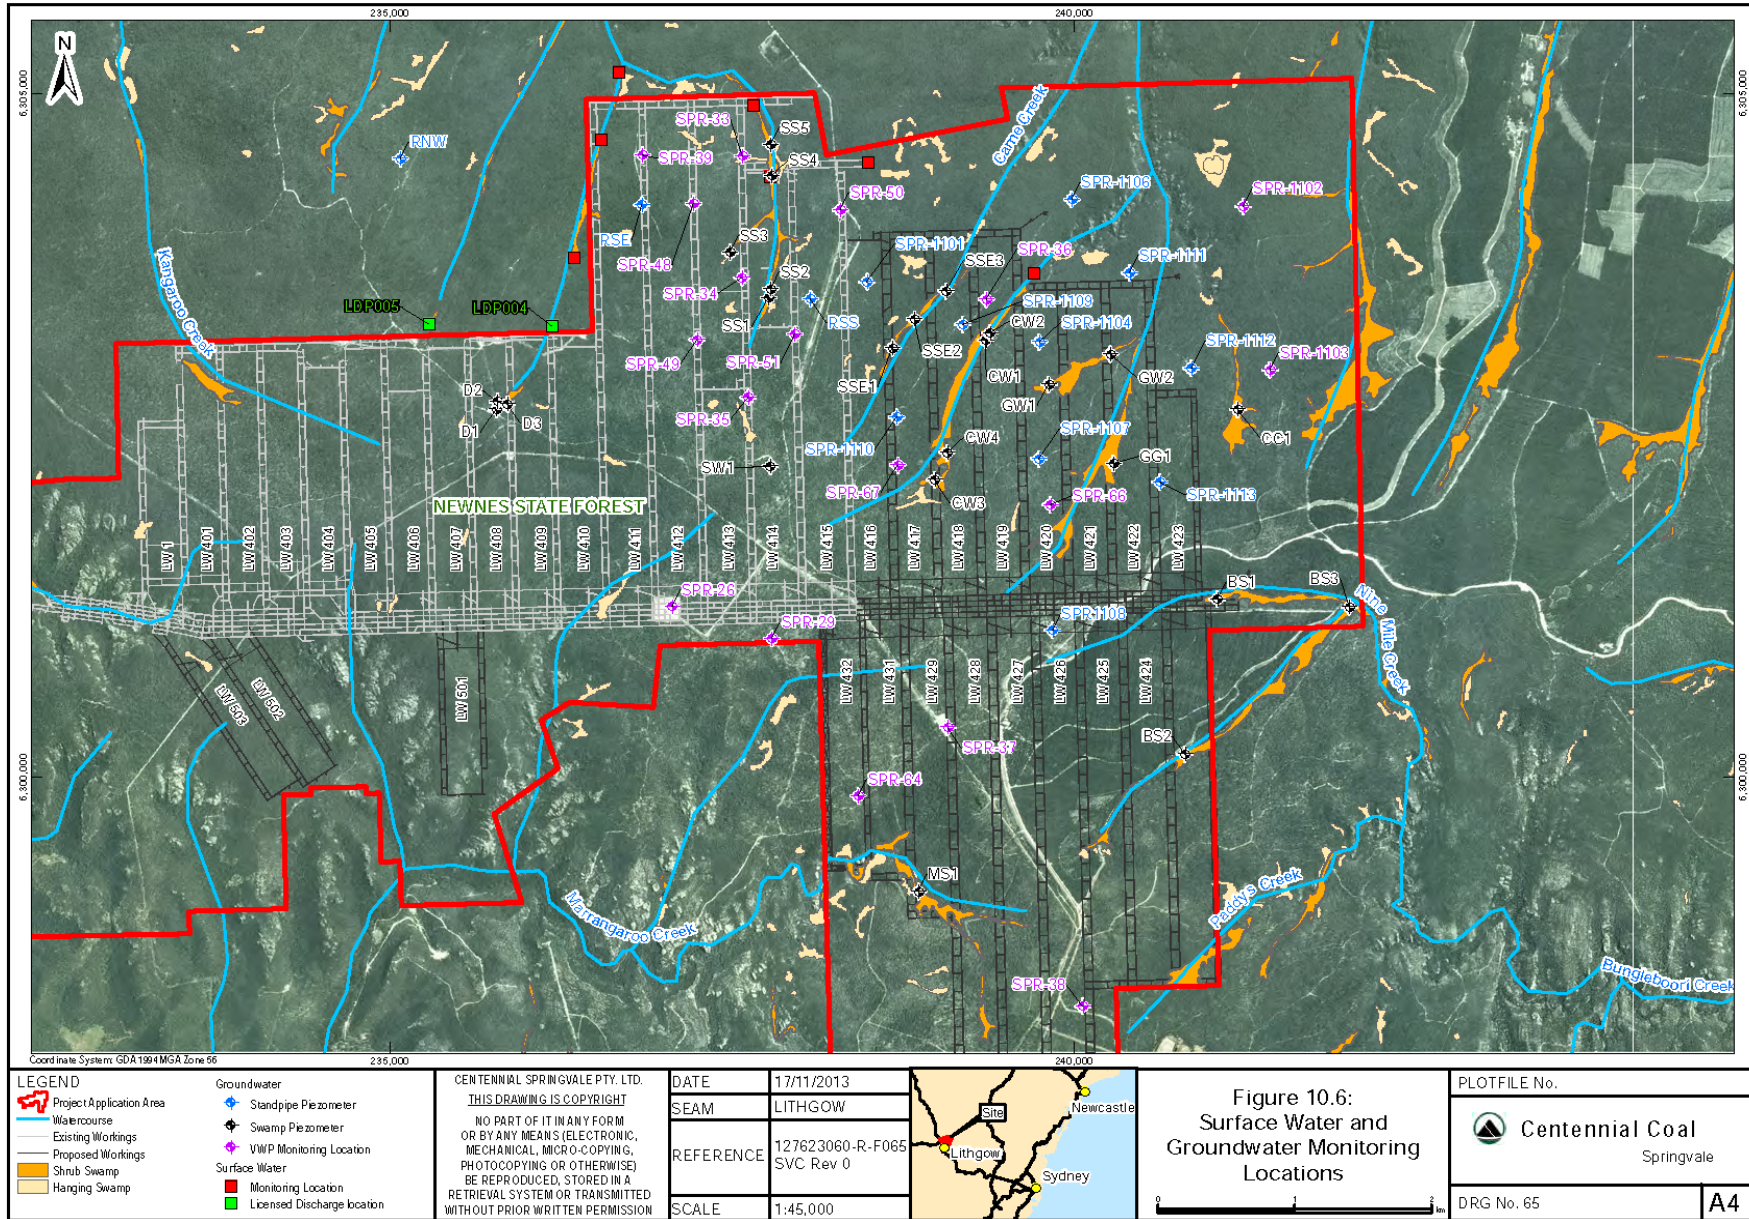 235,000
240,000
N
6,305,000
6,305,000
Carne Creek
SPR-33
SS5
RNW
SPR-39
SS4
SPR-1106
SPR-50
SPR-1102
RSE
SPR-48
SS3
SPR-1101
SSE3
SPR-36
SPR-1111
Kangaroo Creek
SPR-34
SS2
LDP005
LDP004
SS1
RSS
SPR-1109
CW2
SPR-1104
SPR-49
SPR-51
SSE2
SPR-1112
SPR-1103
SSE1
CW1
GW2
D2
GW1
D1
D3
SPR-35
SPR-1110
CW4
SPR-1107
CC1
SW1
SPR-67
GG1
CW3
SPR-66
SPR-1113
NEWNES STATE FOREST
LW 1
LW 401
LW 402
LW 403
LW 404
LW 405
LW 406
LW 407
LW 408
LW 409
LW 410
LW 411
LW 412
LW 413
LW 414
LW 415
LW 416
LW 417
LW 418
LW 419
LW 420
LW 421
LW 422
LW 423
SPR-26
BS1
BS3
Nine Mile Creek
SPR-29
SPR1108
LW 503
LW 502
LW 501
LW 432
LW 431
LW 429
LW 428
LW 427
LW 426
LW 425
LW 424
SPR-37
BS2
6,300,000
6,300,000
SPR-64
MS1
Marrangaroo Creek
Paddys Creek
SPR-38
Bungleboori Creek
Coordinate System: GDA 1994 MGA Zone 56
235,000
240,000
LEGEND
Project Application Area
Watercourse
Existing Workings
Proposed Workings
Shrub Swamp
Hanging Swamp
Groundwater
Standpipe Piezometer
Swamp Piezometer
VWP Monitoring Location
Surface Water
Monitoring Location
Licensed Discharge location
CENTENNIAL SPRINGVALE PTY. LTD.
THIS DRAWING IS COPYRIGHT
NO PART OF IT IN ANY FORM
OR BY ANY MEANS (ELECTRONIC,
MECHANICAL, MICRO-COPYING,
PHOTOCOPYING OR OTHERWISE)
BE REPRODUCED, STORED IN A
RETRIEVAL SYSTEM OR TRANSMITTED
WITHOUT PRIOR WRITTEN PERMISSION
DATE 17/11/2013
SEAM LITHGOW
REFERENCE 127623060-R-F065
SVC Rev 0
SCALE 1:45,000
Site
Newcastle
Lithgow
Sydney
Figure 10.6:
Surface Water and
Groundwater Monitoring
Locations
0 1 2 km
PLOTFILE No.
Centennial Coal
Springvale
DRG No. 65
A4